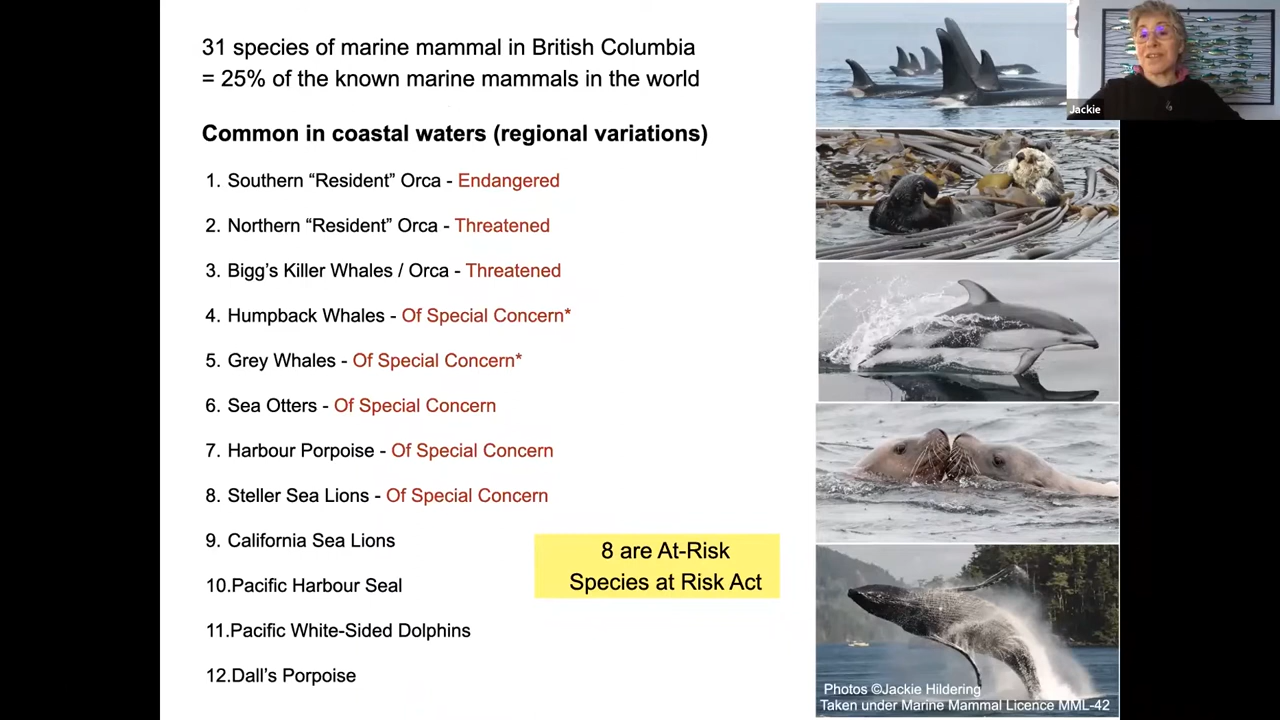 31 species of marine mammal in British Columbia
= 25% of the known marine mammals in the world
Common in coastal waters (regional variations)
1. Southern “Resident” Orca - Endangered
2. Northern “Resident” Orca - Threatened
3. Bigg’s Killer Whales / Orca - Threatened
4. Humpback Whales - Of Special Concern*
5. Grey Whales - Of Special Concern*
6. Sea Otters - Of Special Concern
7. Harbour Porpoise - Of Special Concern
8. Steller Sea Lions - Of Special Concern
9. California Sea Lions
10.Pacific Harbour Seal
11.Pacific White-Sided Dolphins
12.Dall’s Porpoise
8 are At-Risk
Species at Risk Act
Jackie
Photos ©Jackie Hildering
Taken under Marine Mammal Licence MML-42